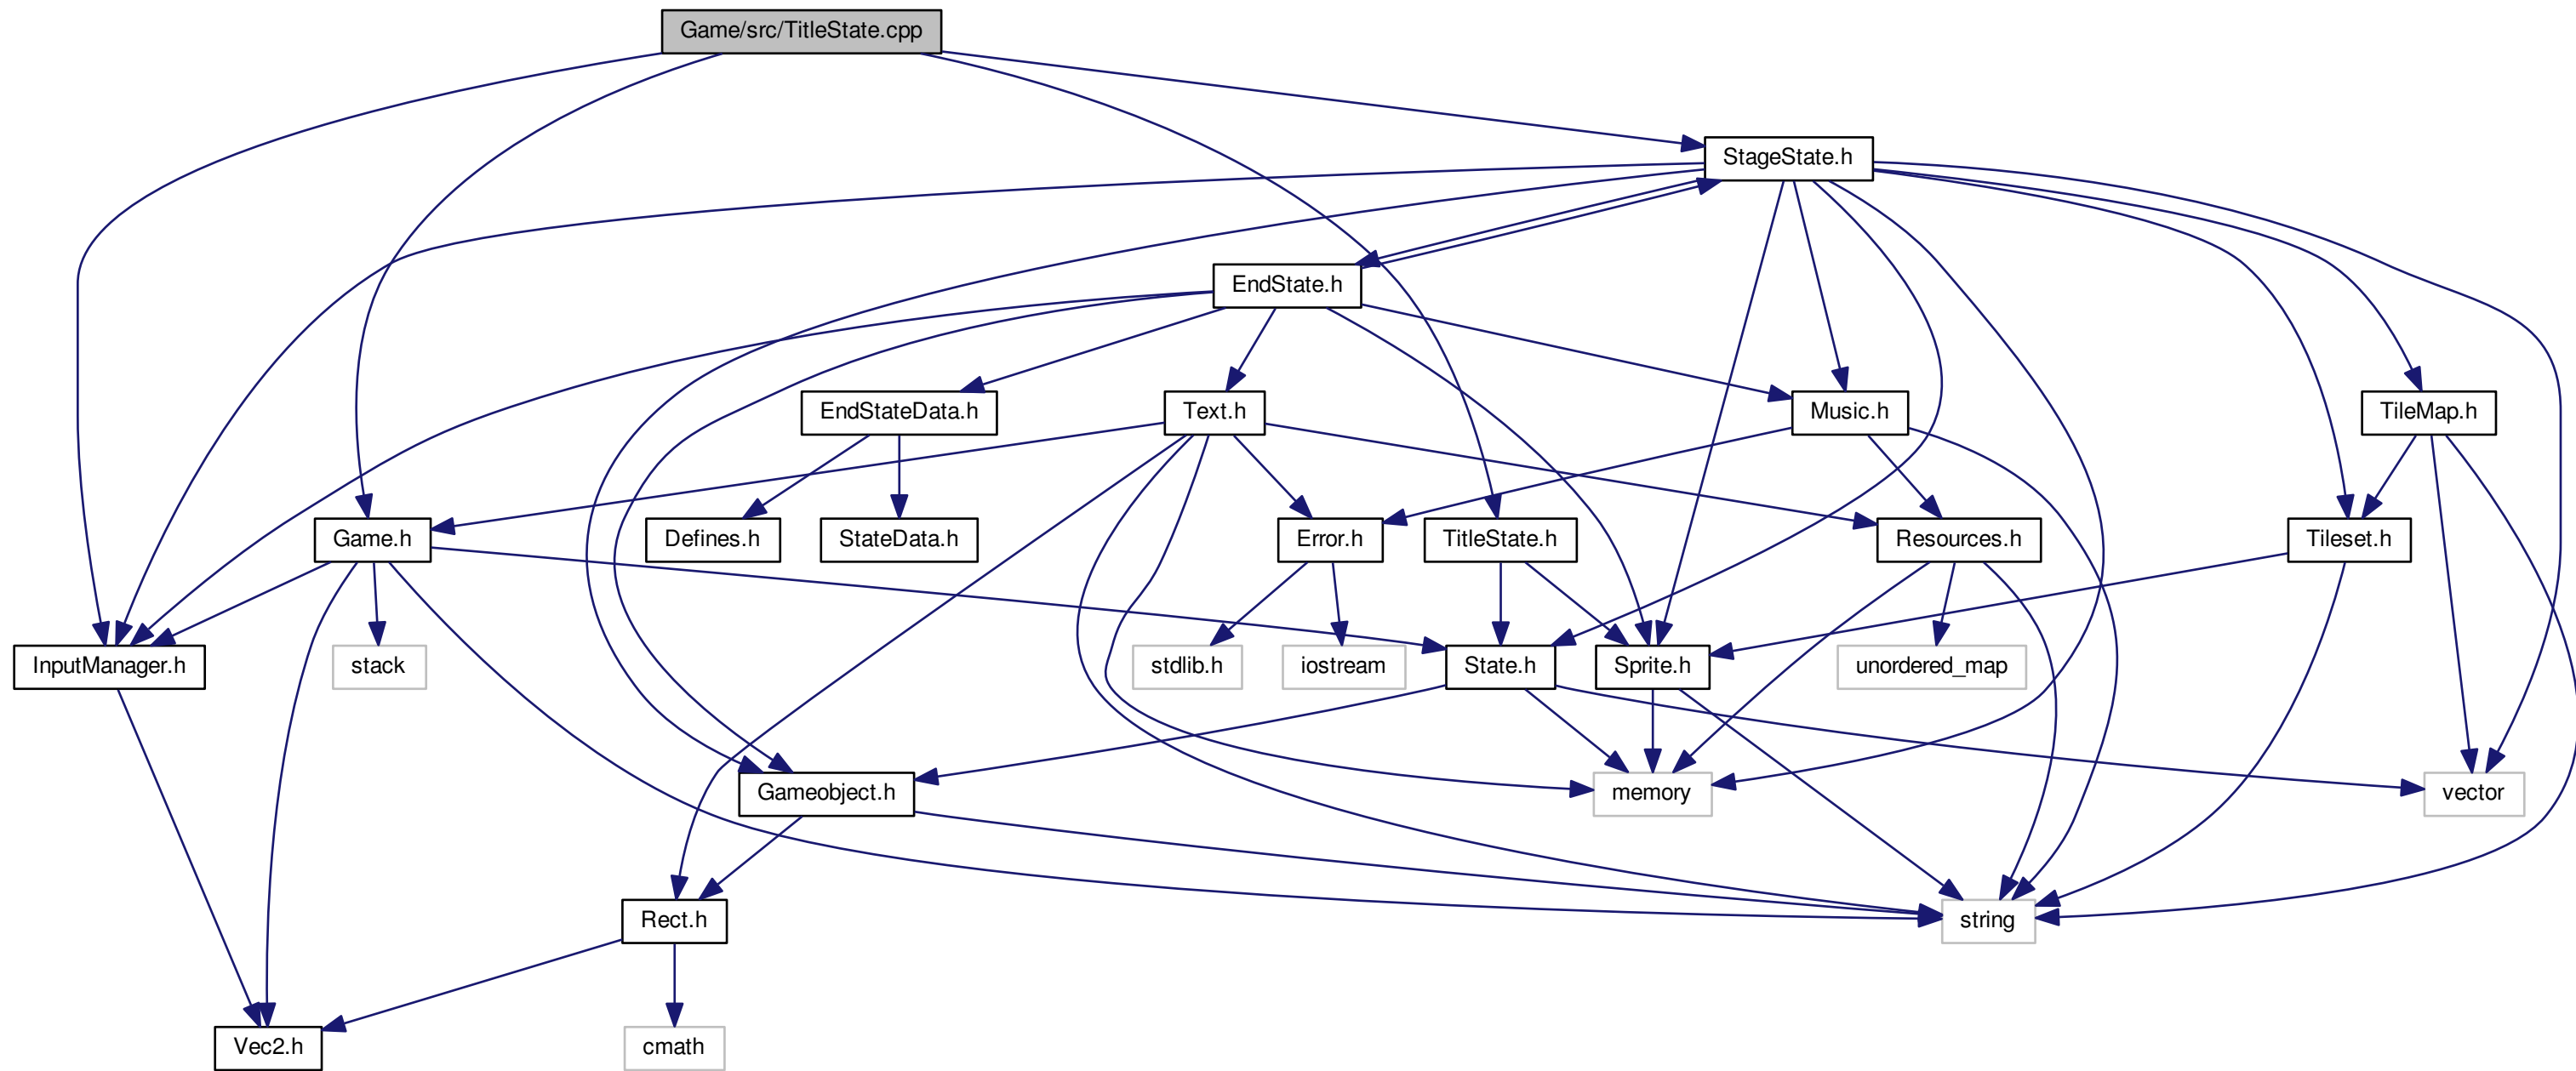 Game/src/TitleState.cpp
StageState.h
EndState.h
EndStateData.h
Text.h
Music.h
TileMap.h
Game.h
Defines.h
StateData.h
Error.h
TitleState.h
Resources.h
Tileset.h
InputManager.h
stack
stdlib.h
iostream
State.h
Sprite.h
unordered_map
Gameobject.h
memory
vector
Rect.h
string
Vec2.h
cmath